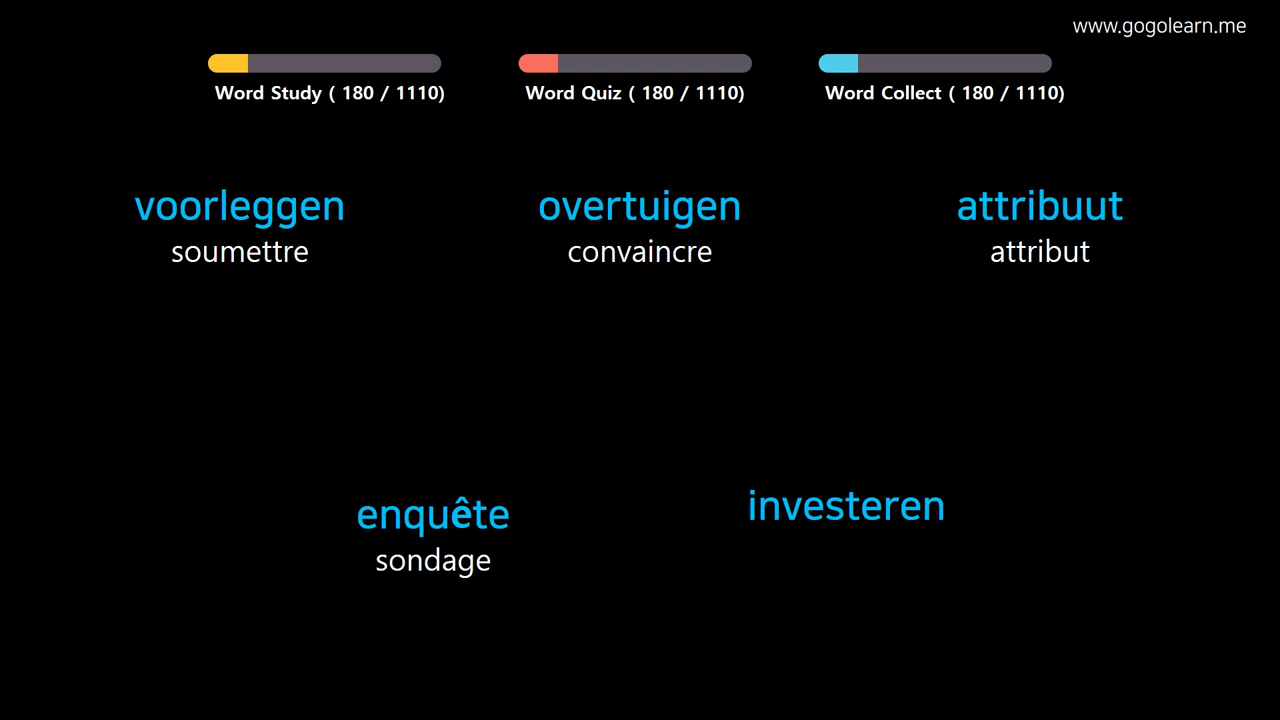 www.gogolearn.me
Word Study ( 180 / 1110)
Word Quiz ( 180 / 1110)
Word Collect ( 180 / 1110)
voorleggen
soumettre
overtuigen
convaincre
attribuut
attribut
enquête
sondage
investeren